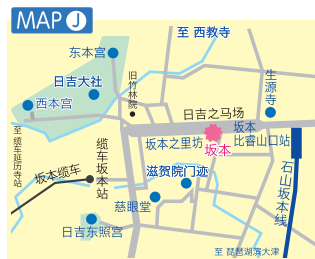 MAP J
至 西教寺
东本宫
日吉大社
旧竹林院
生源寺
西本宫
日吉之马场
坂本
比睿山口站
坂本之里坊
坂本
至 缆车延历寺站
缆车坂本站
坂本缆车
滋贺院门迹
石山坂本线
慈眼堂
日吉东照宫
至 琵琶湖滨大津